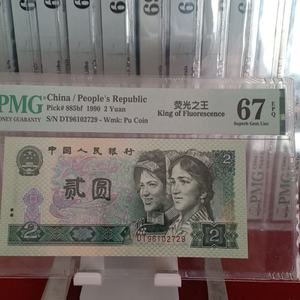 PMG
MONEY GUARANTY
China / People's Republic
Pick# 885bf 1990 2 Yuan
S/N DT96102729 - Wmk: Pu Coin
荧光之王
King of Fluorescence
67 EPQ
Superb Gem Unc
中国人民银行
贰圆
2
2
2
DT96102729
PMG